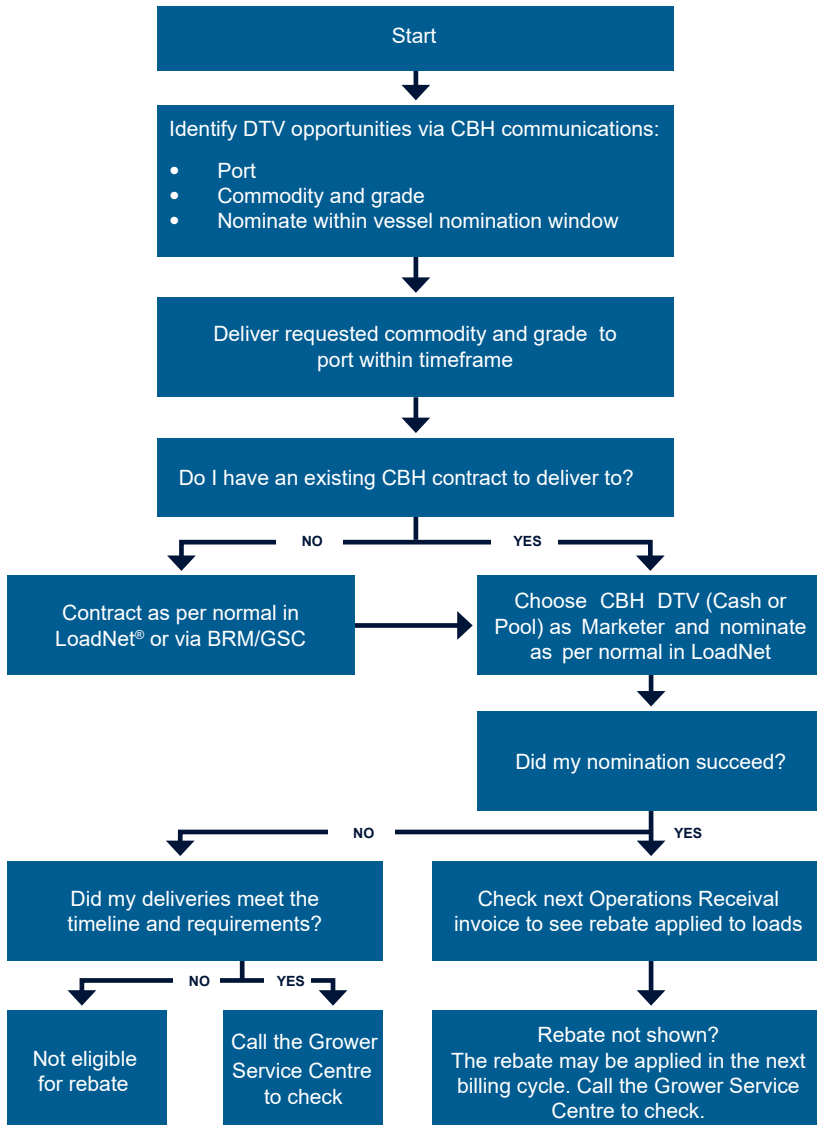 Start
Identify DTV opportunities via CBH communications:
• Port
• Commodity and grade
• Nominate within vessel nomination window
Deliver requested commodity and grade to
port within timeframe
Do I have an existing CBH contract to deliver to?
NO
YES
Contract as per normal in
LoadNet® or via BRM/GSC
Choose CBH DTV (Cash or
Pool) as Marketer and nominate
as per normal in LoadNet
Did my nomination succeed?
NO
YES
Did my deliveries meet the
timeline and requirements?
Check next Operations Receival
invoice to see rebate applied to loads
NO
YES
Not eligible
for rebate
Call the Grower
Service Centre
to check
Rebate not shown?
The rebate may be applied in the next
billing cycle. Call the Grower Service
Centre to check.